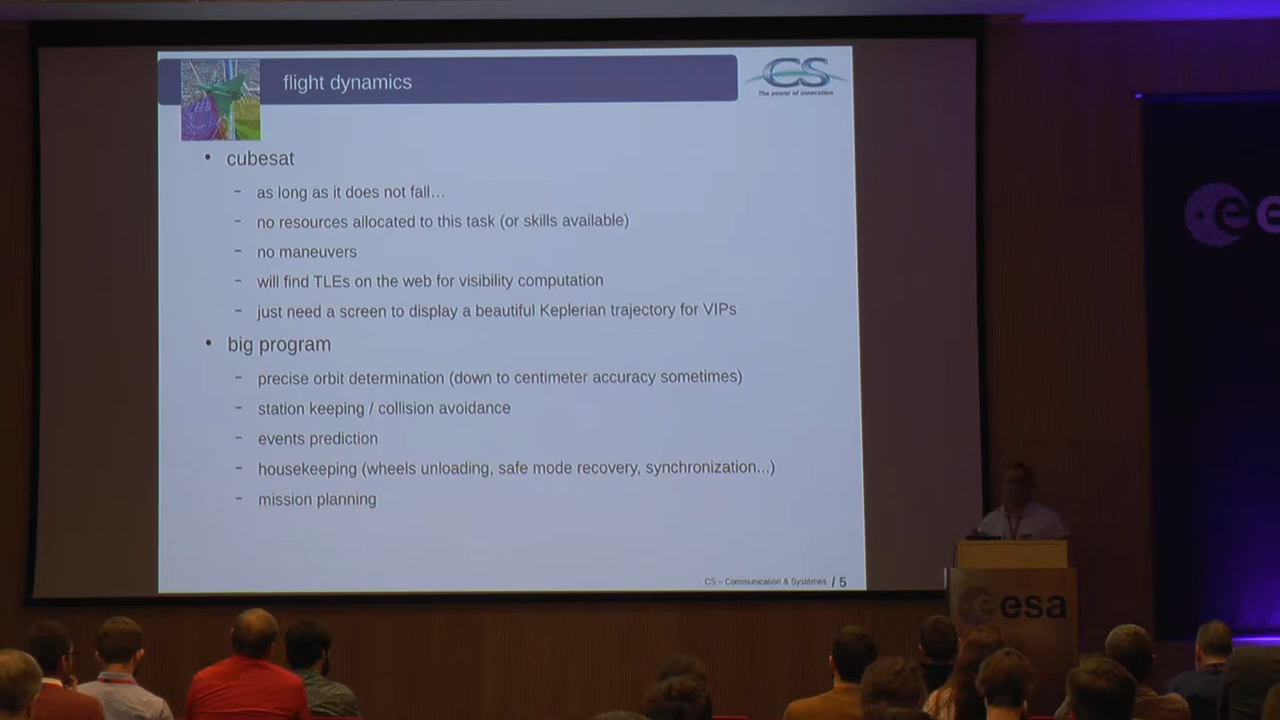 flight dynamics
CS
The power of innovation
• cubesat
– as long as it does not fall…
– no resources allocated to this task (or skills available)
– no maneuvers
– will find TLEs on the web for visibility computation
– just need a screen to display a beautiful Keplerian trajectory for VIPs
• big program
– precise orbit determination (down to centimeter accuracy sometimes)
– station keeping / collision avoidance
– events prediction
– housekeeping (wheels unloading, safe mode recovery, synchronization...)
– mission planning
CS – Communication & Systèmes / 5
esa
e